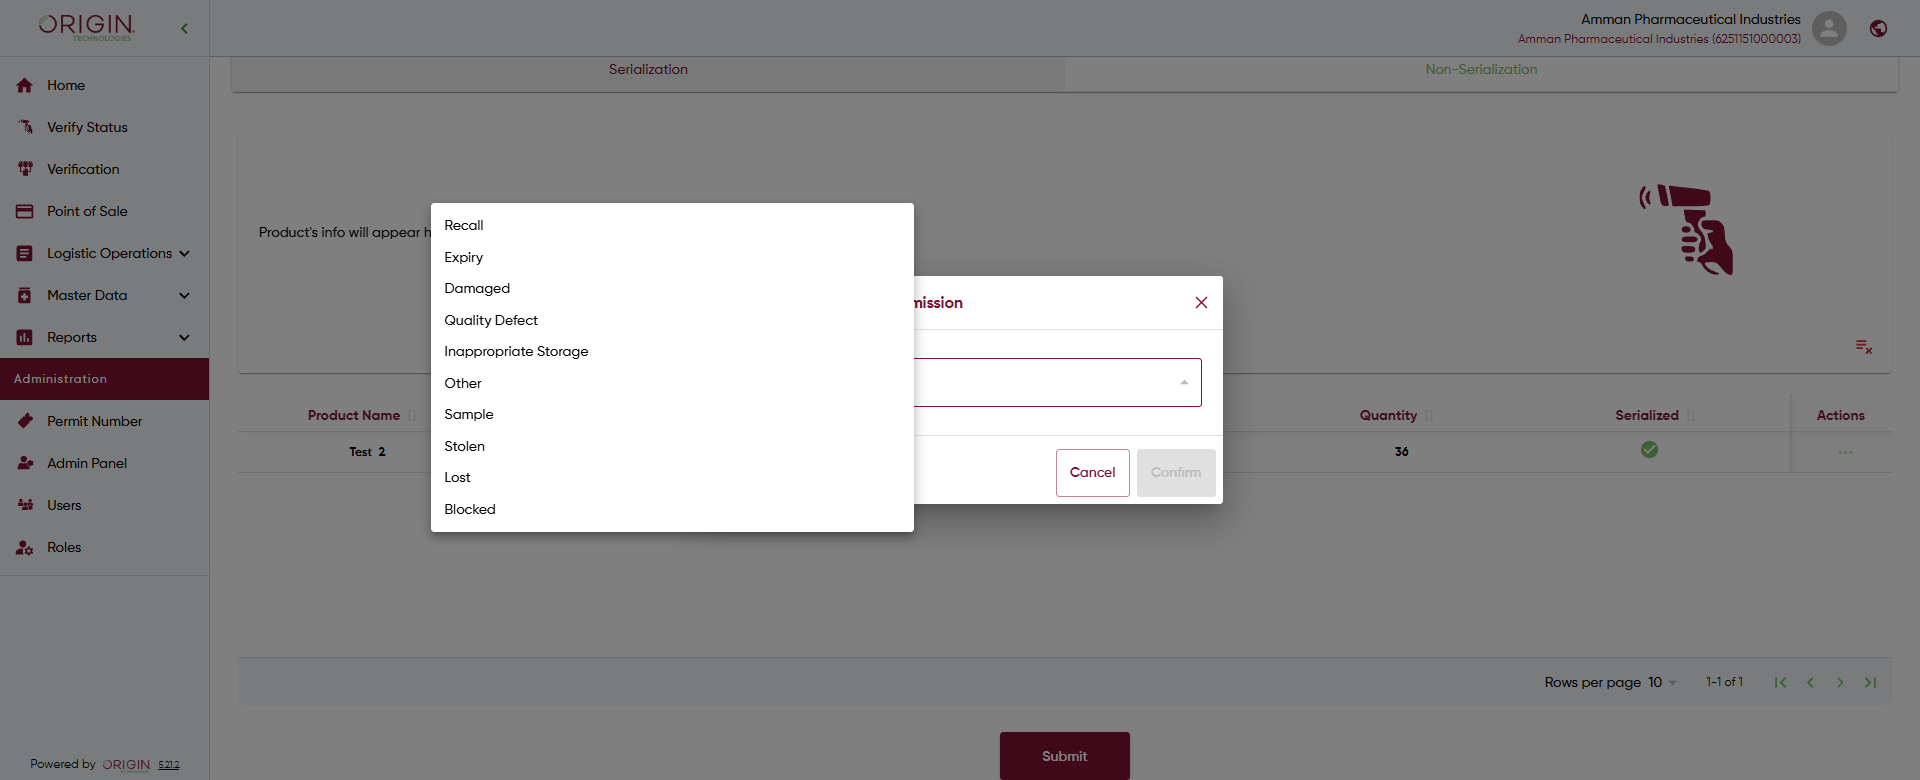 ORIGIN
TECHNOLOGIES
Amman Pharmaceutical Industries
Amman Pharmaceutical Industries (6251151000003)
Home
Verify Status
Verification
Point of Sale
Logistic Operations
Master Data
Reports
Administration
Permit Number
Admin Panel
Users
Roles
Powered by ORIGIN 5.21.2
Serialization
Non-Serialization
Product's info will appear h
Recall
Expiry
Damaged
Quality Defect
Inappropriate Storage
Other
Sample
Stolen
Lost
Blocked
mission
Cancel
Confirm
Product Name
Quantity
Serialized
Actions
Test 2
36
Rows per page 10
1-1 of 1
Submit